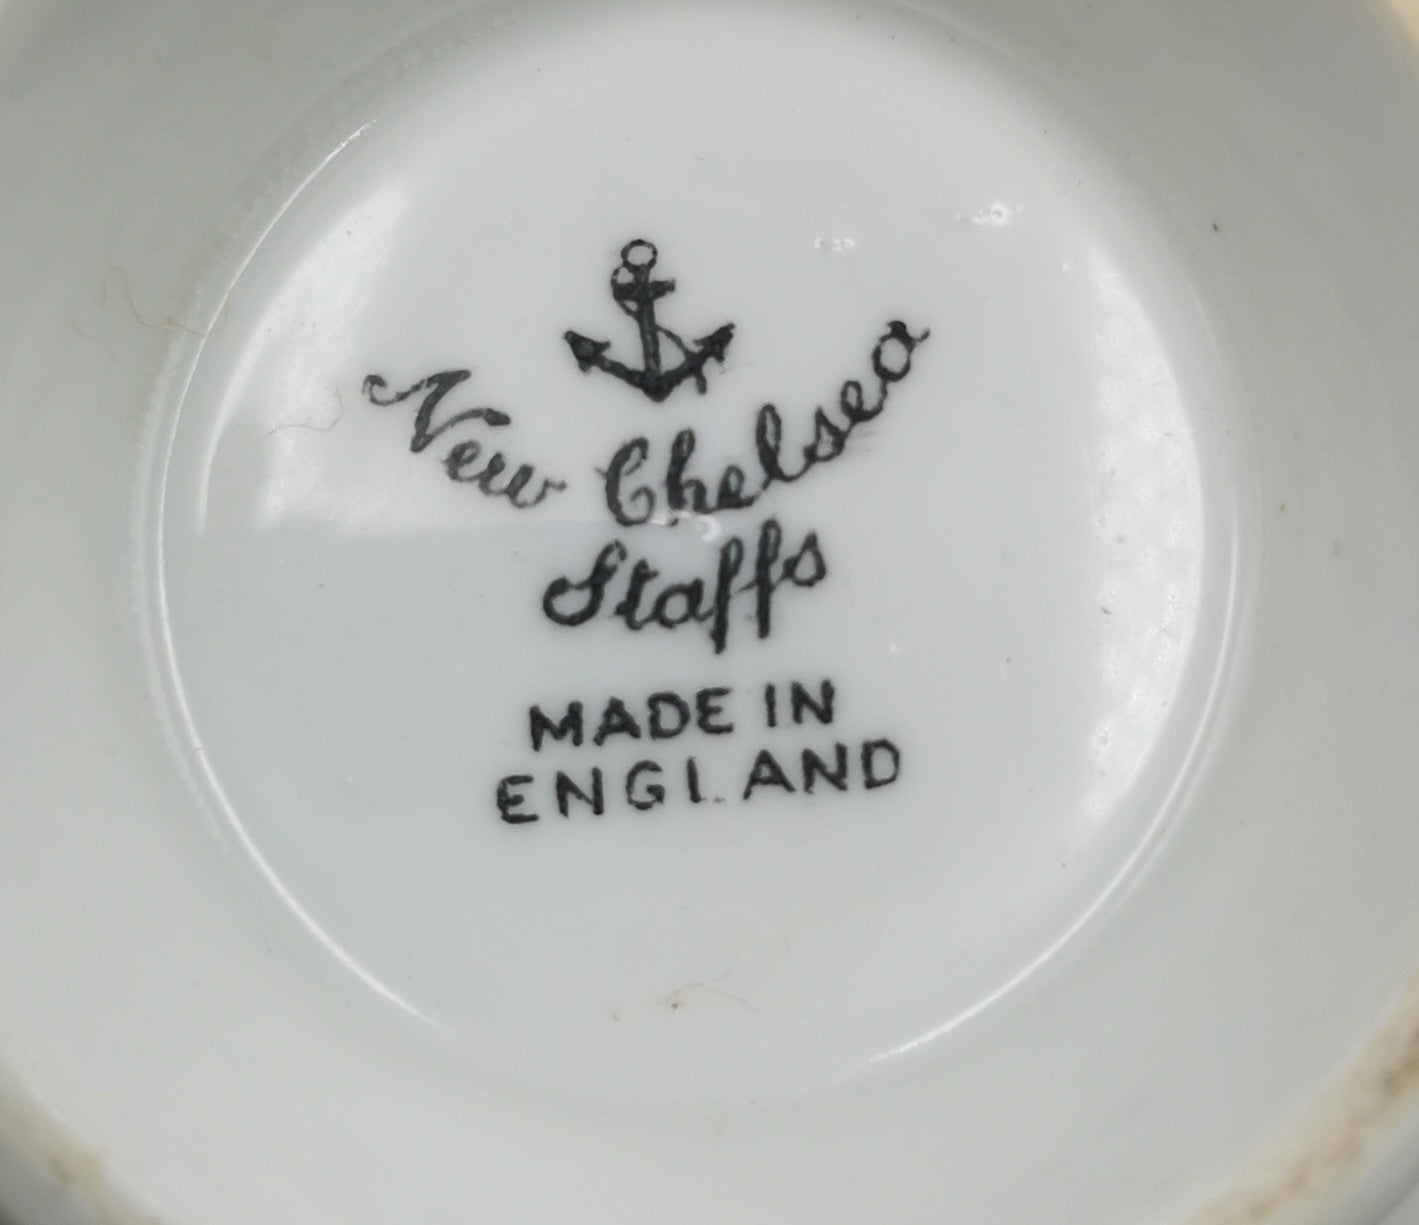 New Chelsea
Staffs
MADE IN
ENGLAND